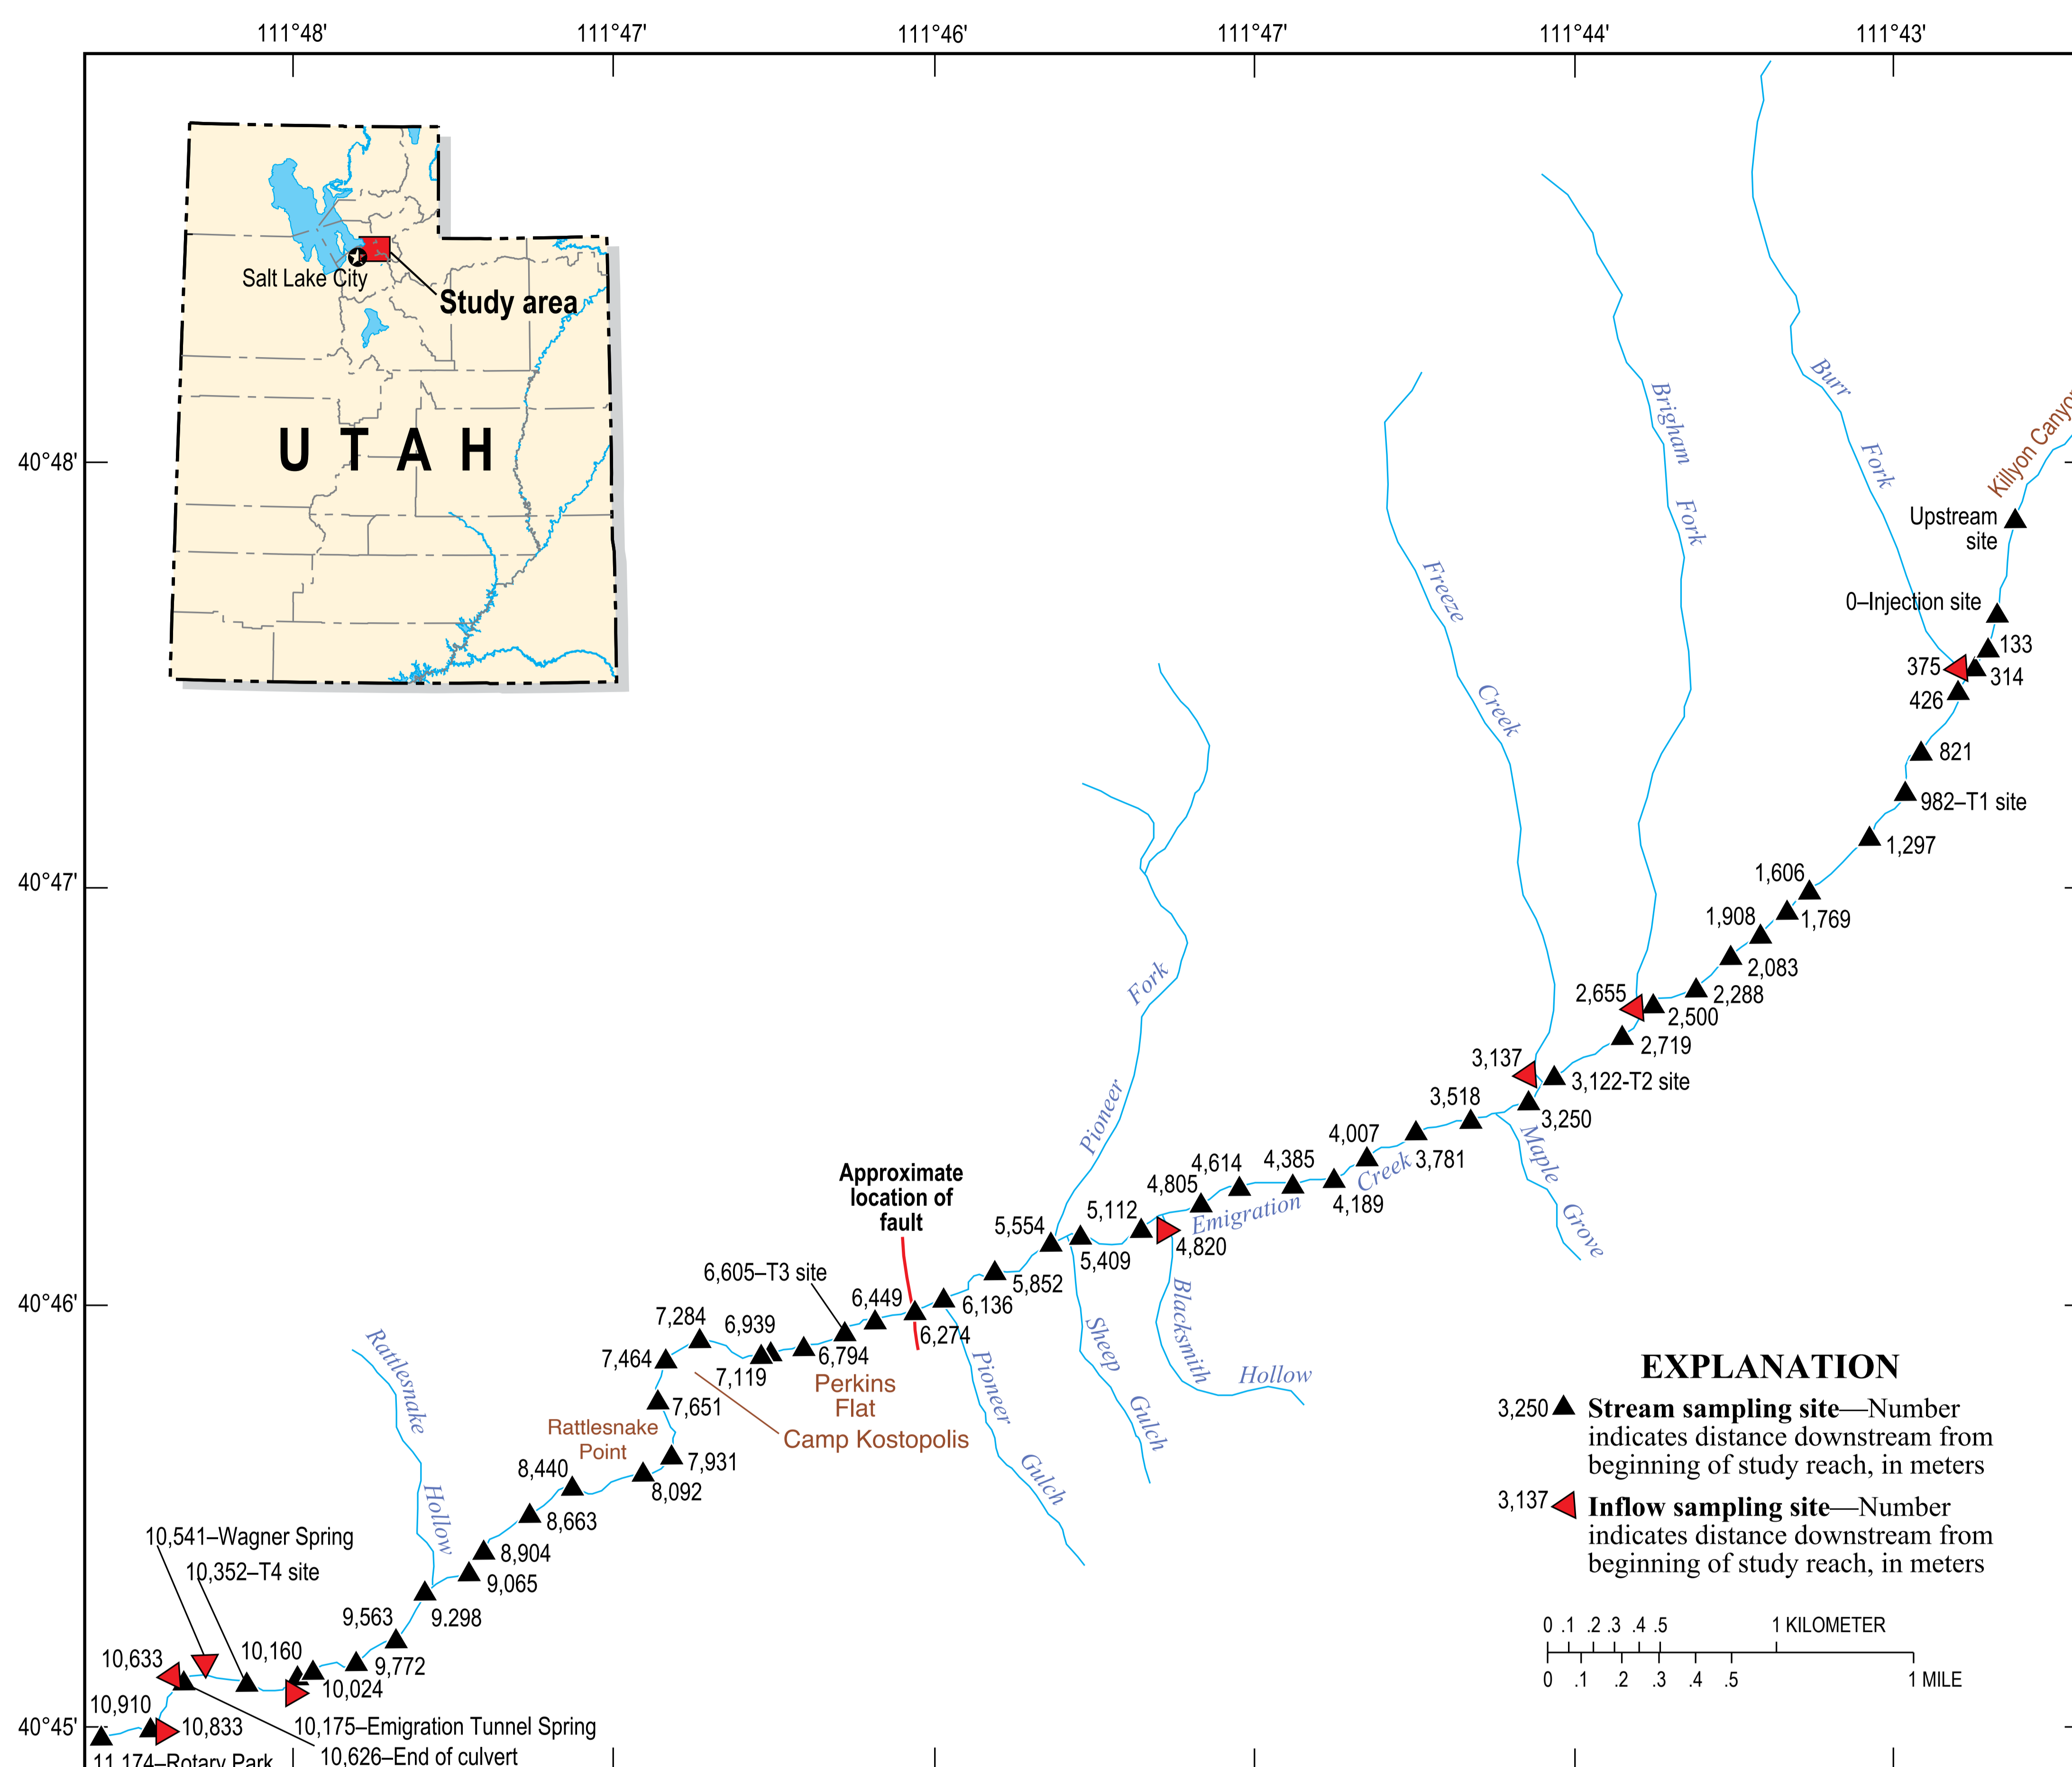 111°48' 111°47' 111°46' 111°47' 111°44' 111°43'
40°48'
40°47'
40°46'
40°45'
Salt Lake City
Study area
UTAH
Burr
Fork
Brigham
Fork
Freeze
Creek
Upstream
site
0–Injection site
133
375
314
426
821
982–T1 site
1,297
1,606
1,769
1,908
2,083
2,288
2,655
2,500
2,719
3,137
3,122-T2 site
3,250
3,518
Maple
Grove
3,781
4,007
4,189
4,385
4,614
4,805
Emigration
Creek
4,820
5,112
5,409
5,554
5,852
Pioneer
Fork
Blacksmith
Hollow
Sheep
Gulch
Pioneer
Gulch
Approximate
location of
fault
6,136
6,274
6,449
6,605–T3 site
6,794
6,939
7,119
7,284
7,464
Perkins
Flat
Camp Kostopolis
7,651
Rattlesnake
Point
7,931
8,092
8,440
8,663
8,904
9,065
Rattlesnake
Hollow
9.298
9,563
9,772
10,024
10,160
10,541–Wagner Spring
10,352–T4 site
10,633
10,910
10,833
10,175–Emigration Tunnel Spring
10,626–End of culvert
11,174–Rotary Park
EXPLANATION
3,250 Stream sampling site—Number
indicates distance downstream from
beginning of study reach, in meters
3,137 Inflow sampling site—Number
indicates distance downstream from
beginning of study reach, in meters
0 .1 .2 .3 .4 .5 1 KILOMETER
0 .1 .2 .3 .4 .5 1 MILE